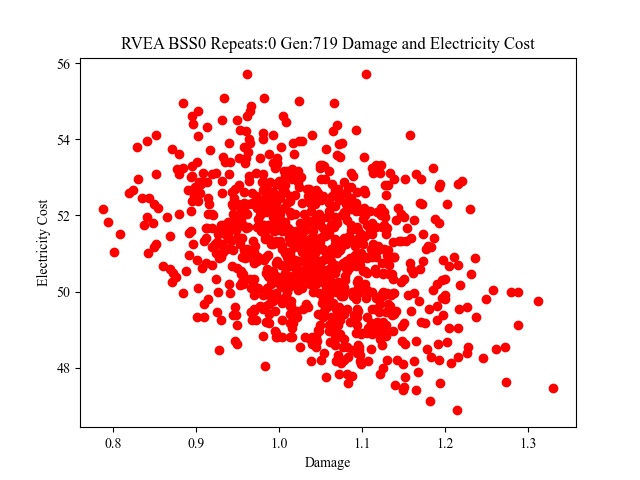 RVEA BSS0 Repeats:0 Gen:719 Damage and Electricity Cost
56
54
52
50
48
Electricity Cost
0.8 0.9 1.0 1.1 1.2 1.3
Damage